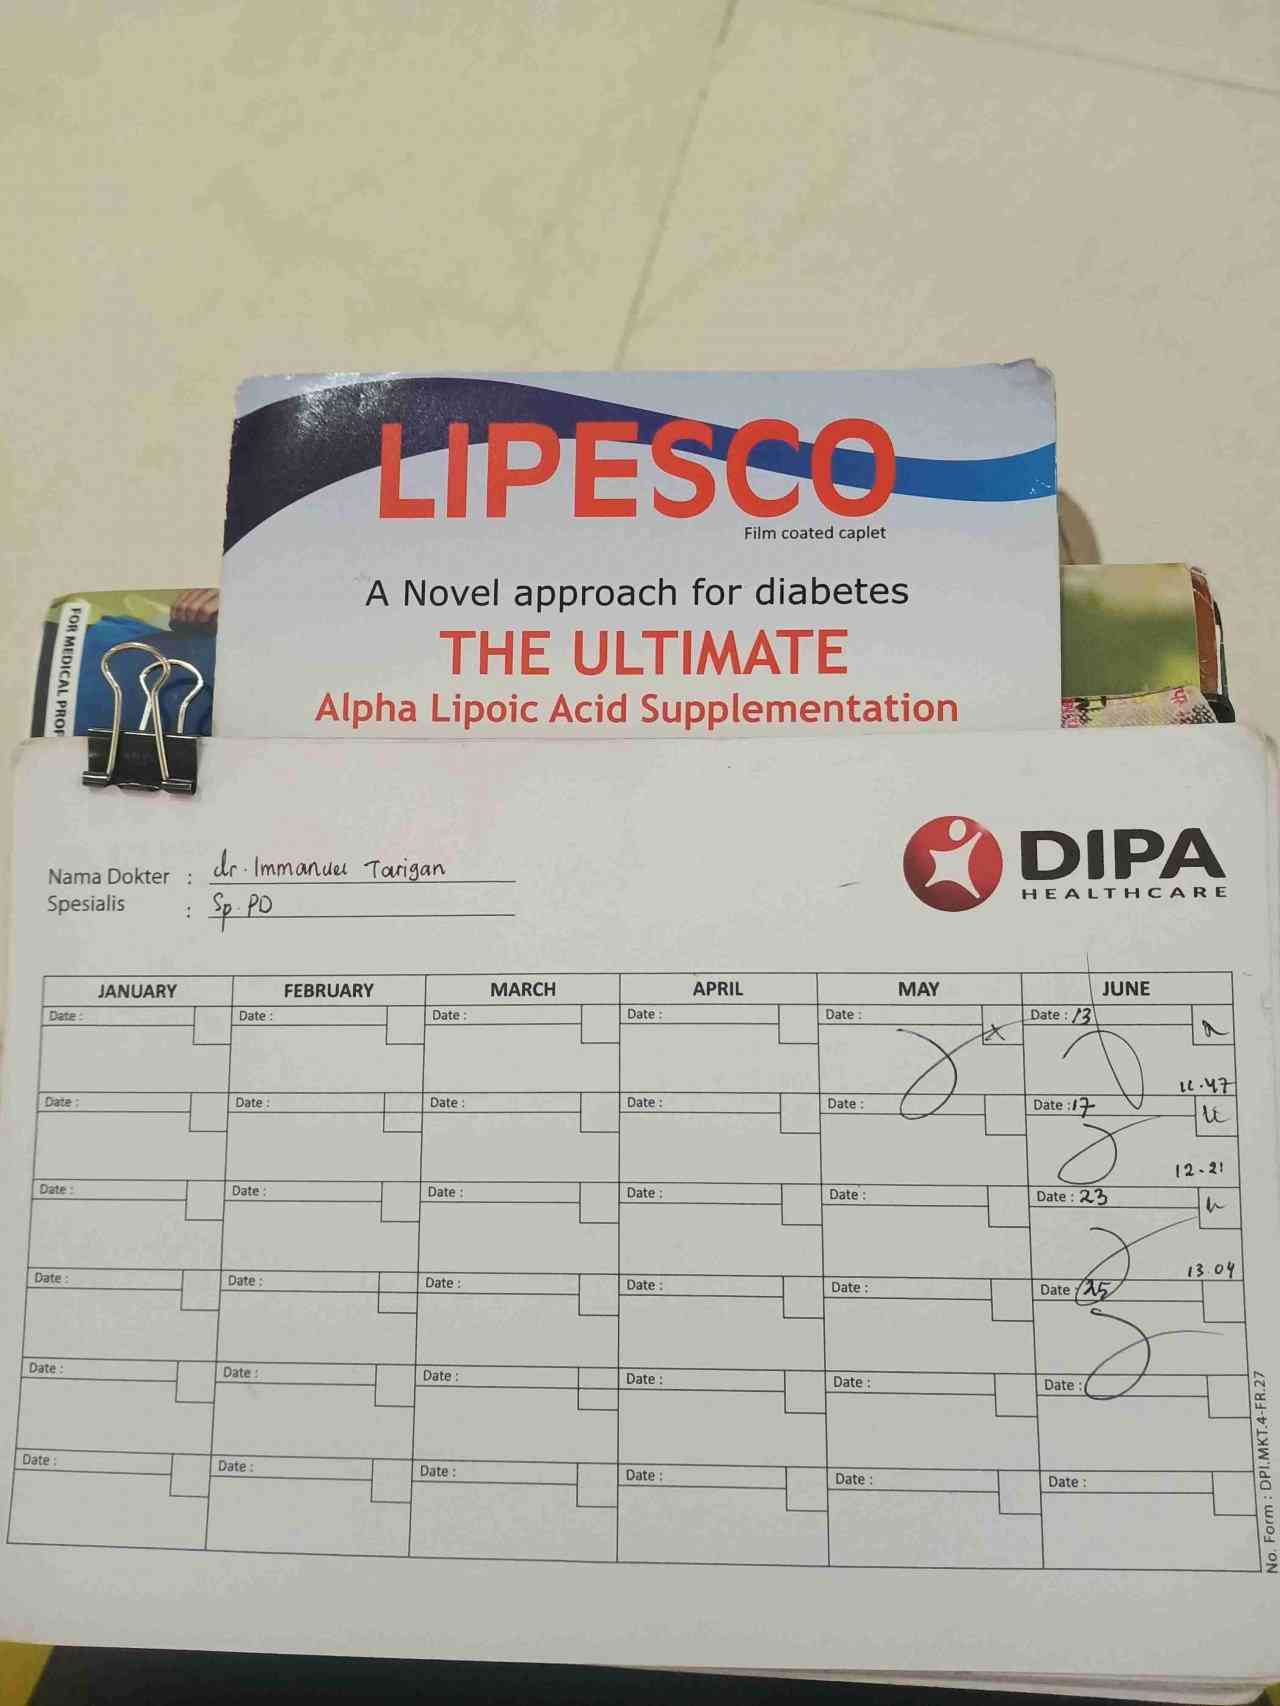 LIPESCO
Film coated caplet
A Novel approach for diabetes
THE ULTIMATE
Alpha Lipoic Acid Supplementation
FOR MEDICAL PROF
DIPA
HEALTHCARE
Nama Dokter : dr. Immanuel Tarigan
Spesialis : Sp. PD
JANUARY FEBRUARY MARCH APRIL MAY JUNE
Date : Date : Date : Date : Date : Date : 13
11.47
Date : Date : Date : Date : Date : Date : 17
12-21
Date : Date : Date : Date : Date : Date : 23
13.04
Date : Date : Date : Date : Date : Date : 25
Date : Date : Date : Date : Date : Date :
Date : Date : Date : Date : Date : Date :
No. Form : DPI.MKT.4-FR.27